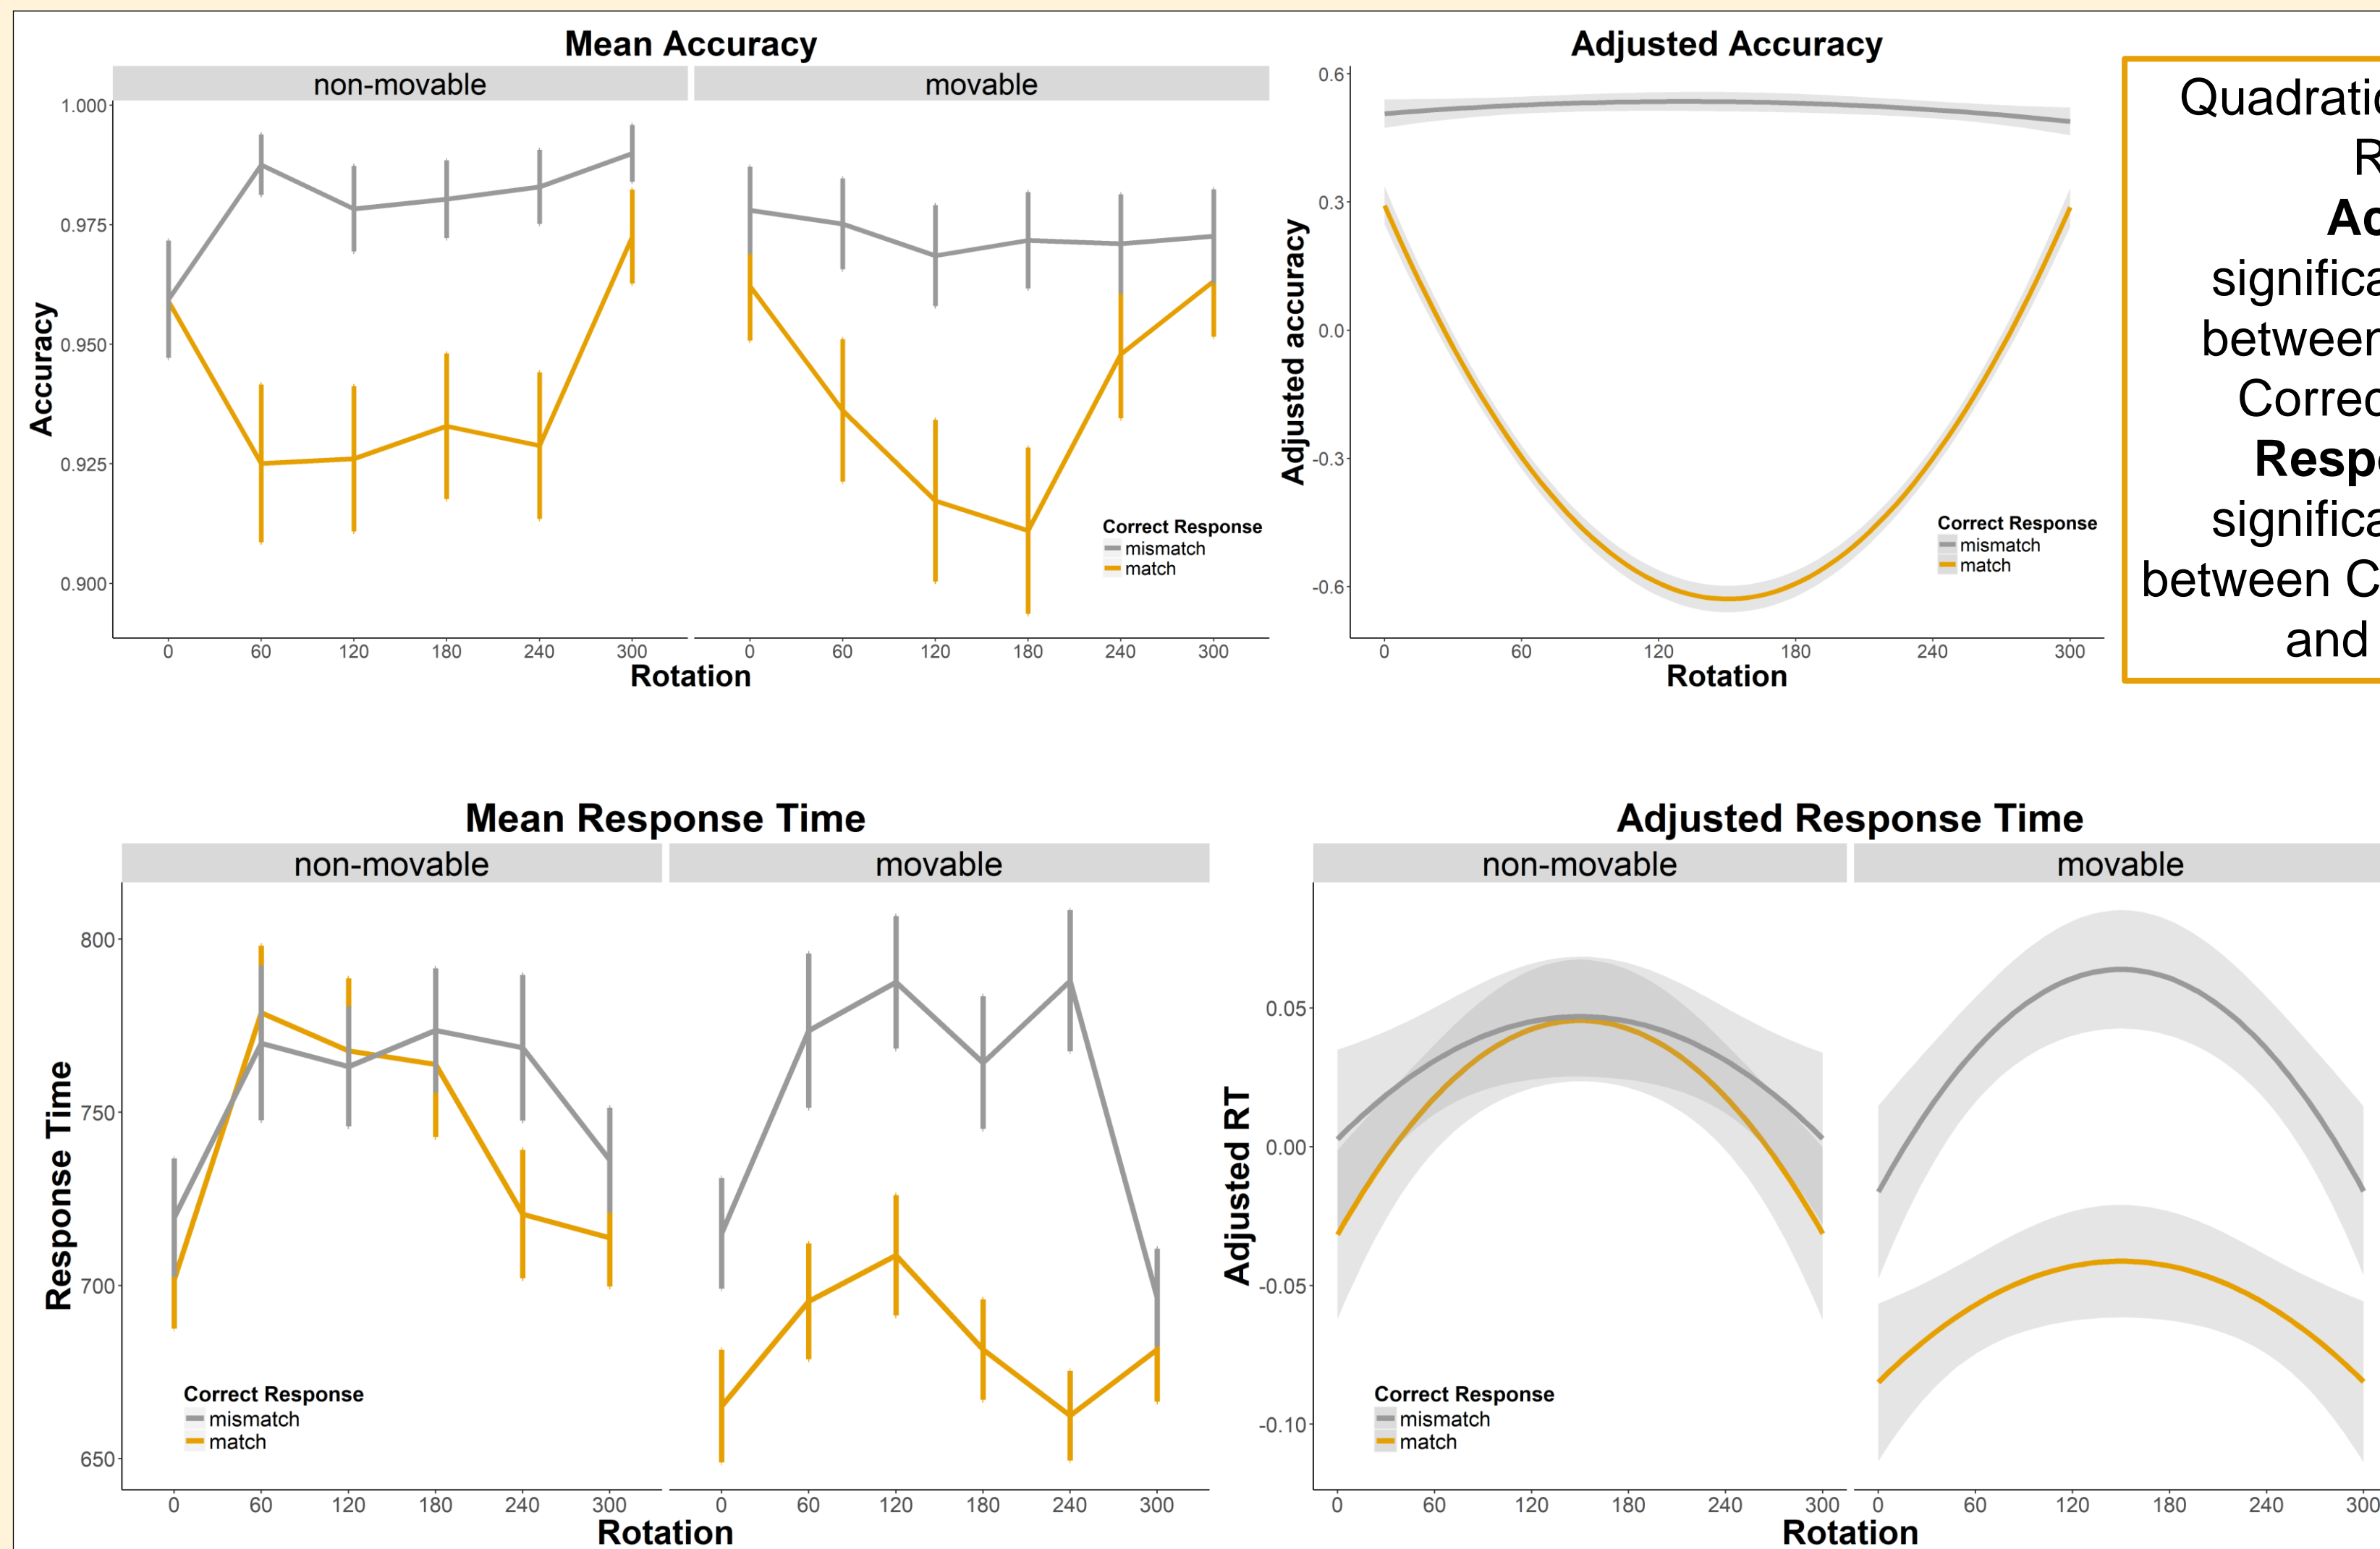 Mean Accuracy
non-movable
movable
1.000
0.975
0.950
0.925
0.900
Accuracy
Correct Response
mismatch
match
0 60 120 180 240 300 0 60 120 180 240 300
Rotation
Adjusted Accuracy
0.6
0.3
0.0
-0.3
-0.6
Adjusted accuracy
Correct Response
mismatch
match
0 60 120 180 240 300
Rotation
significa
between
and
Mean Response Time
non-movable
movable
800
750
700
650
Response Time
Correct Response
mismatch
match
0 60 120 180 240 300 0 60 120 180 240 300
Rotation
Adjusted Response Time
non-movable
movable
0.05
0.00
-0.05
-0.10
Adjusted RT
Correct Response
mismatch
match
0 60 120 180 240 300 0 60 120 180 240 300
Rotation